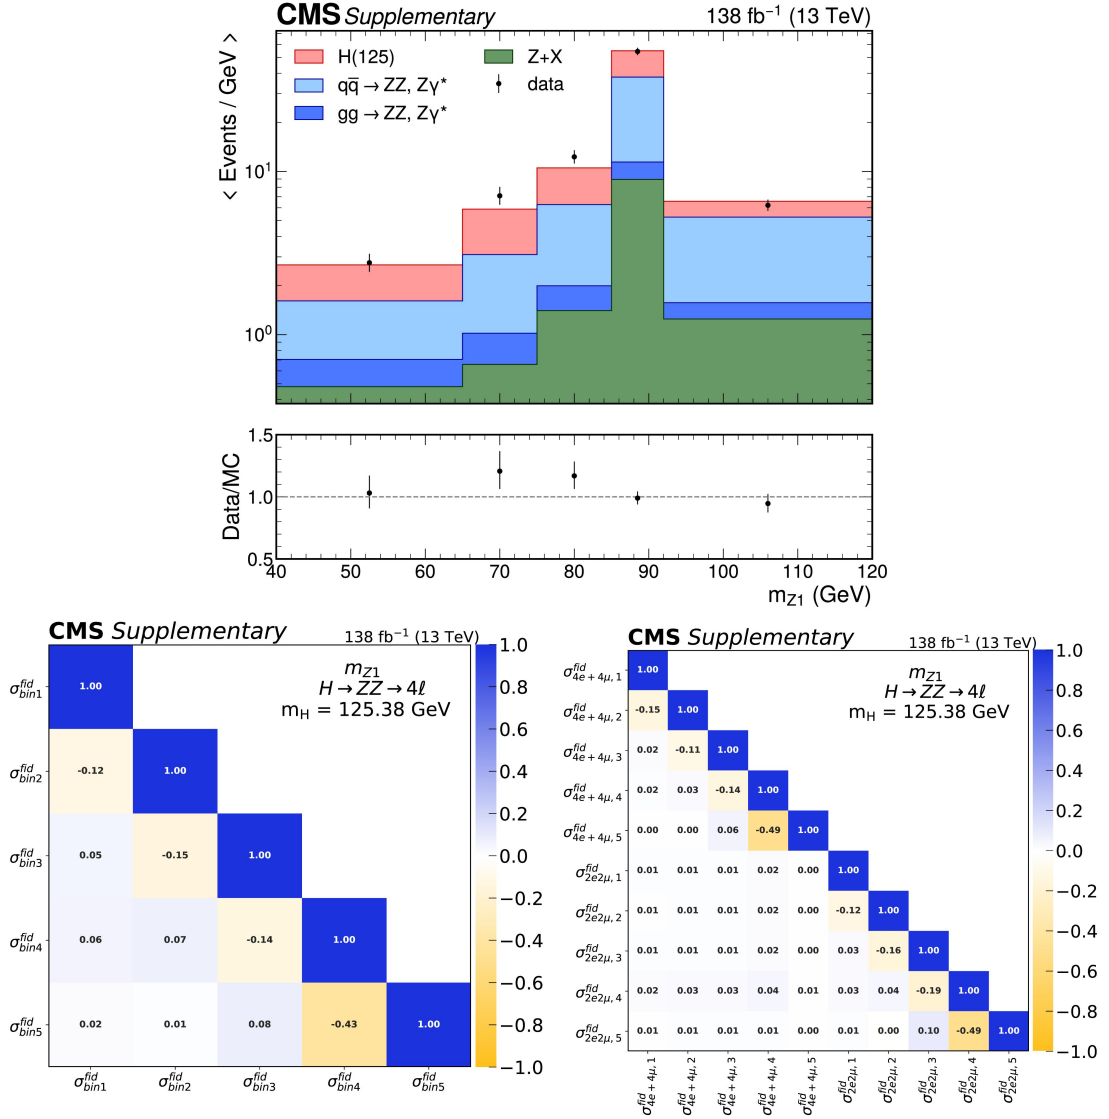 CMS Supplementary 138 fb⁻¹ (13 TeV)
< Events / GeV >
H(125)
qq̅ → ZZ, Zγ*
gg → ZZ, Zγ*
Z+X
data
10¹
10⁰
Data/MC
1.5
1.0
0.5
40 50 60 70 80 90 100 110 120
m_Z1 (GeV)
CMS Supplementary 138 fb⁻¹ (13 TeV)
m_Z1
H → ZZ → 4ℓ
m_H = 125.38 GeV
σ^fid_bin1 1.00
σ^fid_bin2 -0.12 1.00
σ^fid_bin3 0.05 -0.15 1.00
σ^fid_bin4 0.06 0.07 -0.14 1.00
σ^fid_bin5 0.02 0.01 0.08 -0.43 1.00
σ^fid_bin1 σ^fid_bin2 σ^fid_bin3 σ^fid_bin4 σ^fid_bin5
1.0
0.8
0.6
0.4
0.2
0.0
−0.2
−0.4
−0.6
−0.8
−1.0
CMS Supplementary 138 fb⁻¹ (13 TeV)
m_Z1
H → ZZ → 4ℓ
m_H = 125.38 GeV
σ^fid_4e+4μ,1 1.00
σ^fid_4e+4μ,2 -0.15 1.00
σ^fid_4e+4μ,3 0.02 -0.11 1.00
σ^fid_4e+4μ,4 0.02 0.03 -0.14 1.00
σ^fid_4e+4μ,5 0.00 0.00 0.06 -0.49 1.00
σ^fid_2e2μ,1 0.01 0.01 0.01 0.02 0.00 1.00
σ^fid_2e2μ,2 0.01 0.01 0.01 0.02 0.00 -0.12 1.00
σ^fid_2e2μ,3 0.01 0.01 0.01 0.02 0.00 0.03 -0.16 1.00
σ^fid_2e2μ,4 0.02 0.03 0.03 0.04 0.01 0.03 0.04 -0.19 1.00
σ^fid_2e2μ,5 0.01 0.01 0.01 0.01 0.00 0.01 0.00 0.10 -0.49 1.00
σ^fid_4e+4μ,1 σ^fid_4e+4μ,2 σ^fid_4e+4μ,3 σ^fid_4e+4μ,4 σ^fid_4e+4μ,5 σ^fid_2e2μ,1 σ^fid_2e2μ,2 σ^fid_2e2μ,3 σ^fid_2e2μ,4 σ^fid_2e2μ,5
1.0
0.8
0.6
0.4
0.2
0.0
−0.2
−0.4
−0.6
−0.8
−1.0